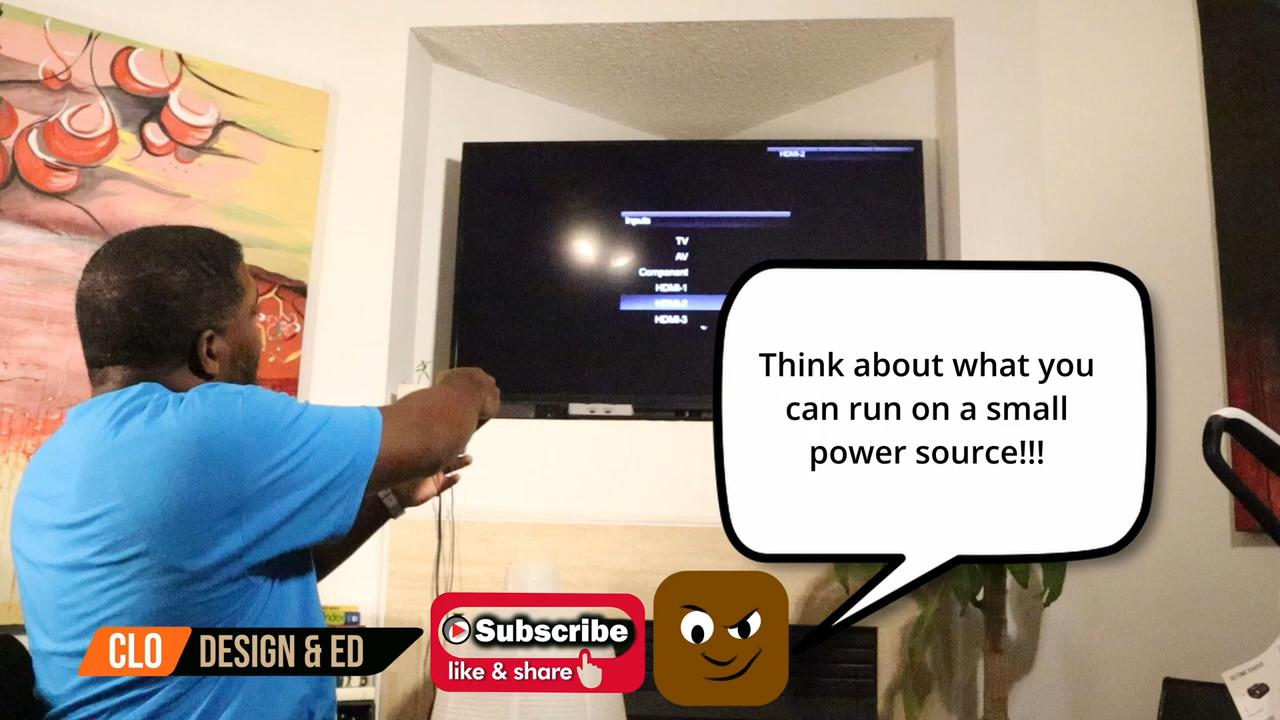 HDMI-2
Inputs
TV
AV
Component
HDMI-1
HDMI-2
HDMI-3
Think about what you
can run on a small
power source!!!
CLO DESIGN & ED
Subscribe
like & share